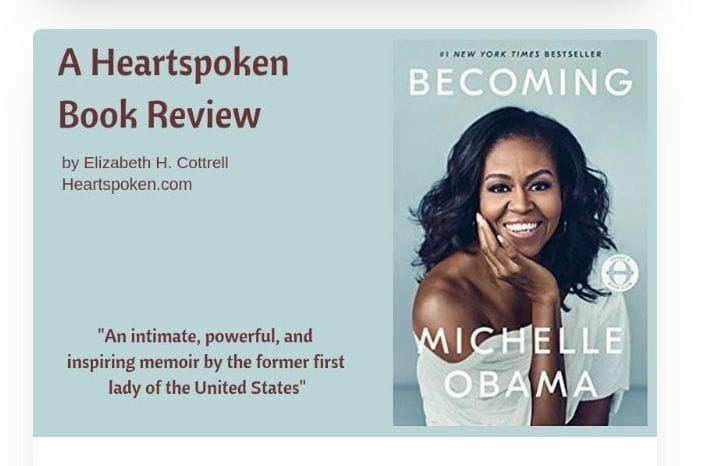 A Heartspoken
Book Review
by Elizabeth H. Cottrell
Heartspoken.com
"An intimate, powerful, and
inspiring memoir by the former first
lady of the United States"
#1 NEW YORK TIMES BESTSELLER
BECOMING
MICHELLE
OBAMA